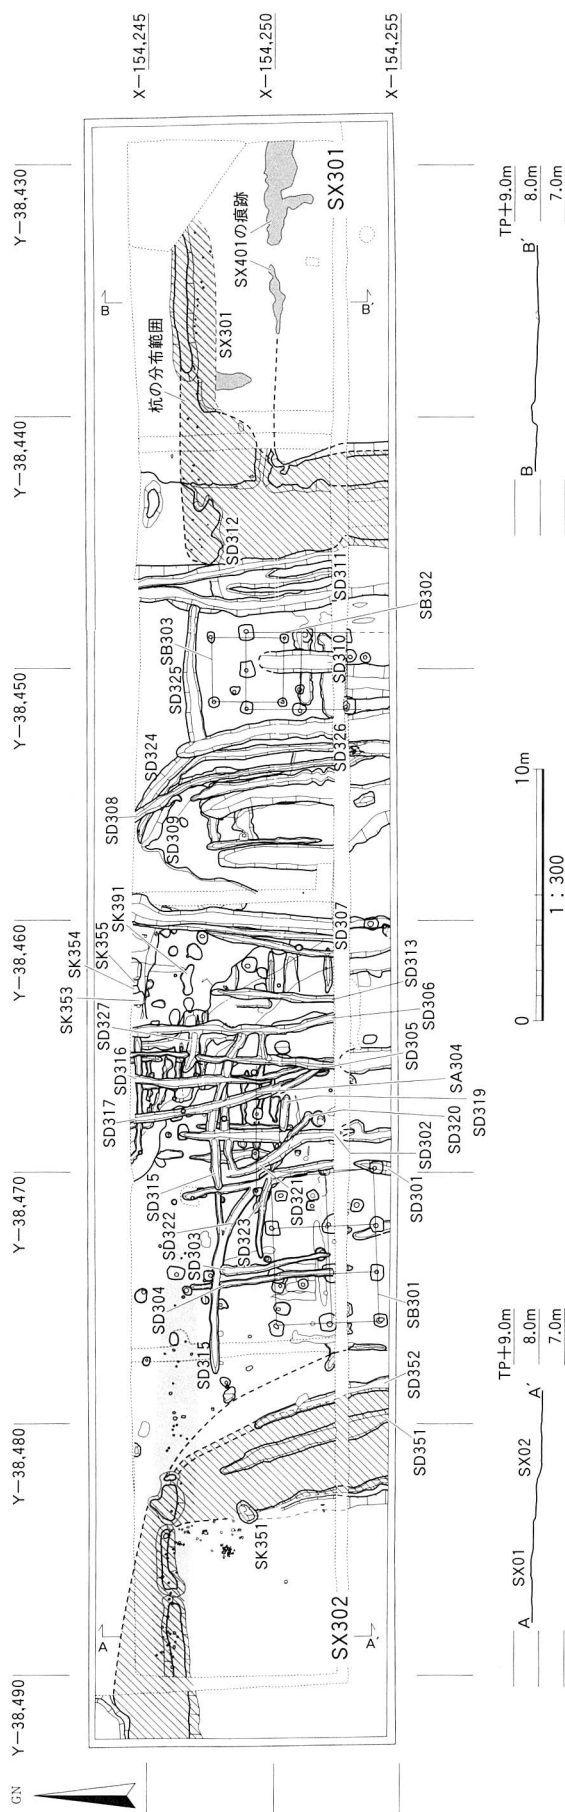 X−154,245
X−154,250
X−154,255
Y−38,430
Y−38,440
Y−38,450
Y−38,460
Y−38,470
Y−38,480
Y−38,490
GN
SX301
SX401の痕跡
SX301
杭の分布範囲
B
B'
SD312
SD311
SB302
SB303
SD310
SD325
SD324
SD326
SD308
SD309
SD307
SK391
SK355
SK354
SK353
SD313
SD327
SD306
SD316
SD305
SD317
SA304
SD319
SD320
SD302
SD315
SD321
SD301
SD322
SD303
SD323
SD304
SB301
SD315
SD352
SD351
SK351
SX302
A
A'
TP+9.0m
8.0m
7.0m
B
B'
0
10m
1：300
TP+9.0m
8.0m
7.0m
A
SX01
SX02
A'